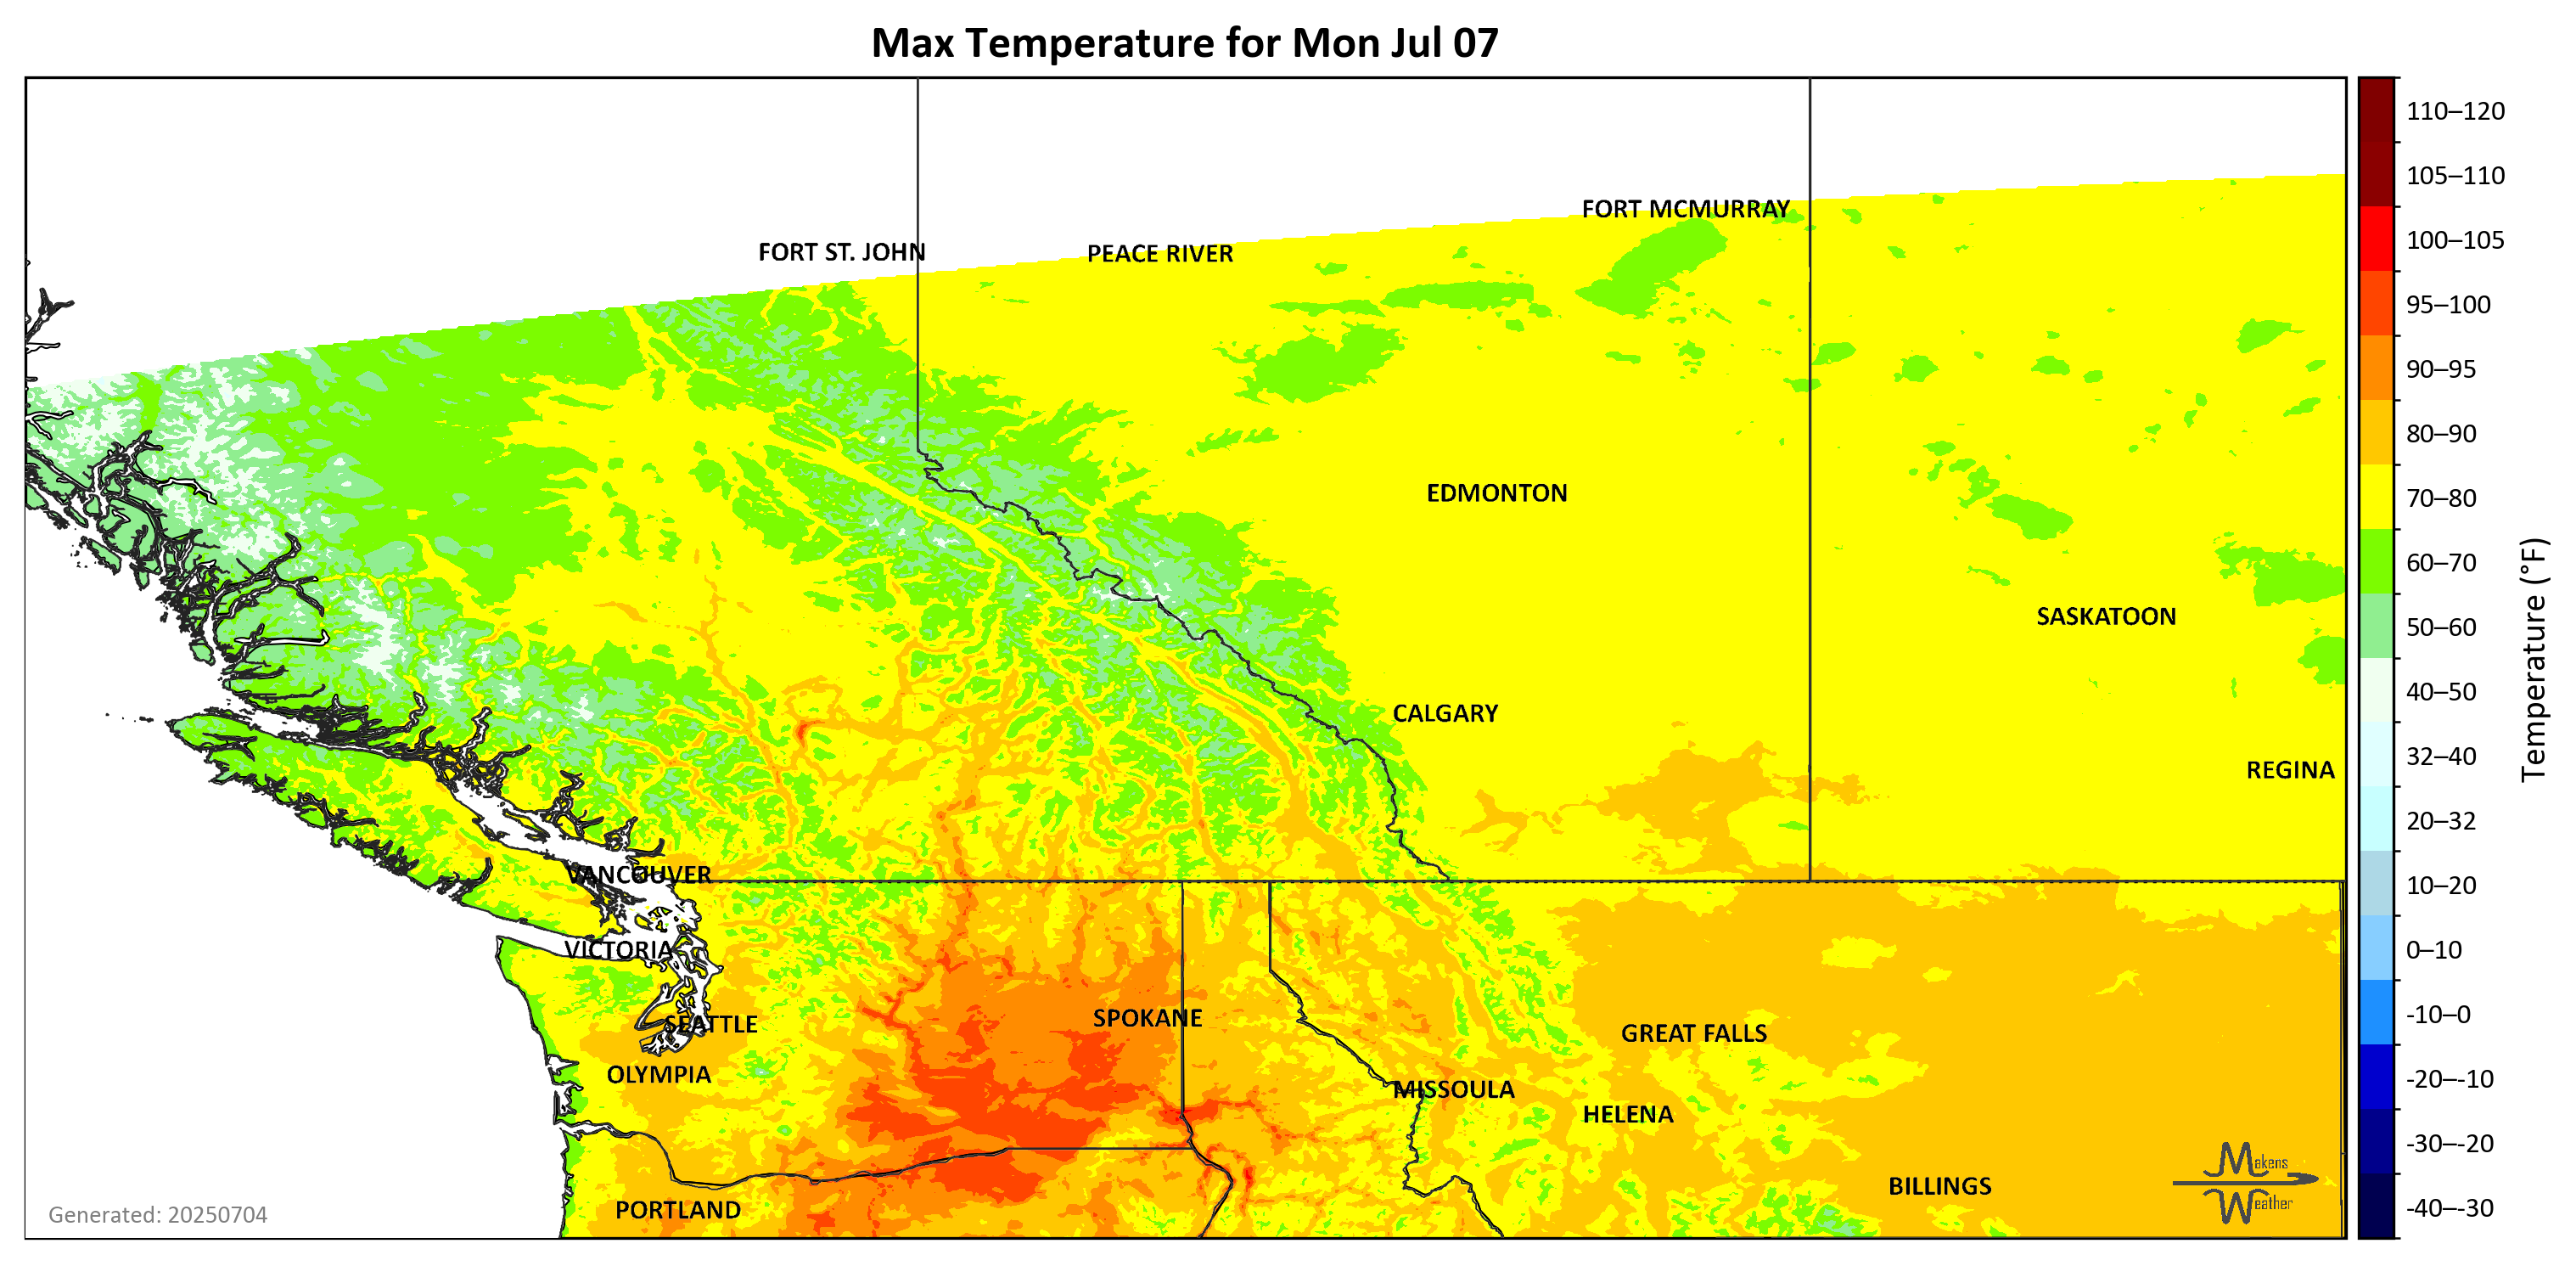 Max Temperature for Mon Jul 07
FORT MCMURRAY
FORT ST. JOHN
PEACE RIVER
EDMONTON
SASKATOON
CALGARY
REGINA
VANCOUVER
VICTORIA
SPOKANE
SEATTLE
GREAT FALLS
OLYMPIA
MISSOULA
HELENA
BILLINGS
PORTLAND
Makens
Weather
Generated: 20250704
110–120
105–110
100–105
95–100
90–95
80–90
70–80
60–70
50–60
40–50
32–40
20–32
10–20
0–10
-10–0
-20–-10
-30–-20
-40–-30
Temperature (°F)